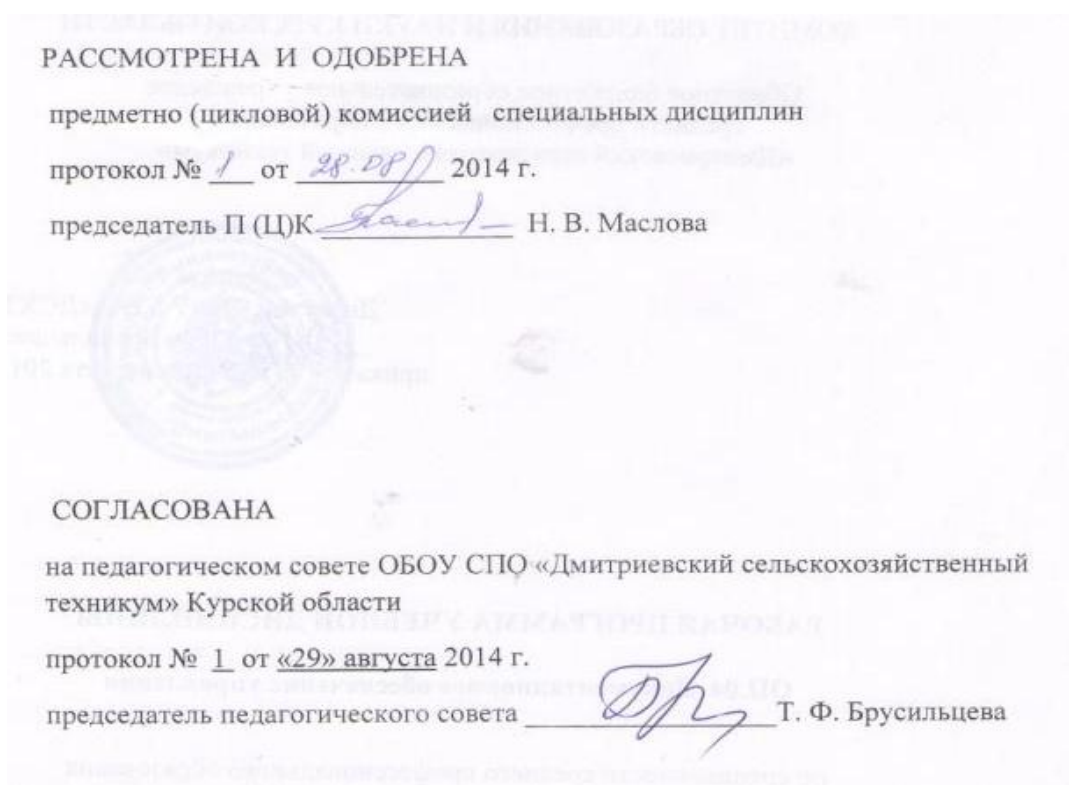 РАССМОТРЕНА И ОДОБРЕНА
предметно (цикловой) комиссией специальных дисциплин
протокол № 1 от 28.08 2014 г.
председатель П (Ц)К Н. В. Маслова
СОГЛАСОВАНА
на педагогическом совете ОБОУ СПО «Дмитриевский сельскохозяйственный
техникум» Курской области
протокол № 1 от «29» августа 2014 г.
председатель педагогического совета Т. Ф. Брусильцева